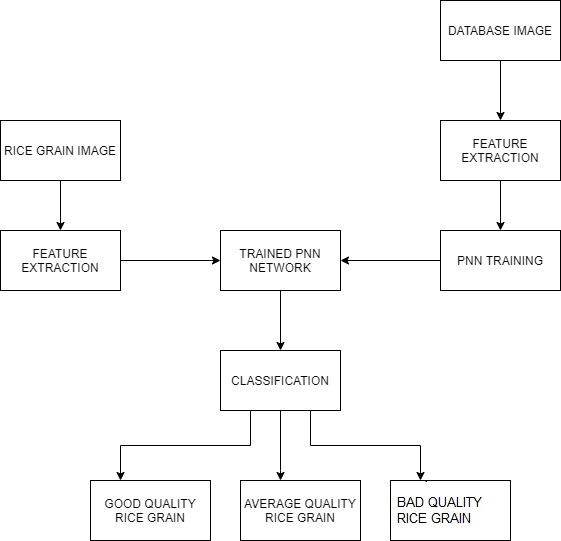 DATABASE IMAGE
RICE GRAIN IMAGE
FEATURE
EXTRACTION
FEATURE
EXTRACTION
TRAINED PNN
NETWORK
PNN TRAINING
CLASSIFICATION
GOOD QUALITY
RICE GRAIN
AVERAGE QUALITY
RICE GRAIN
BAD QUALITY
RICE GRAIN